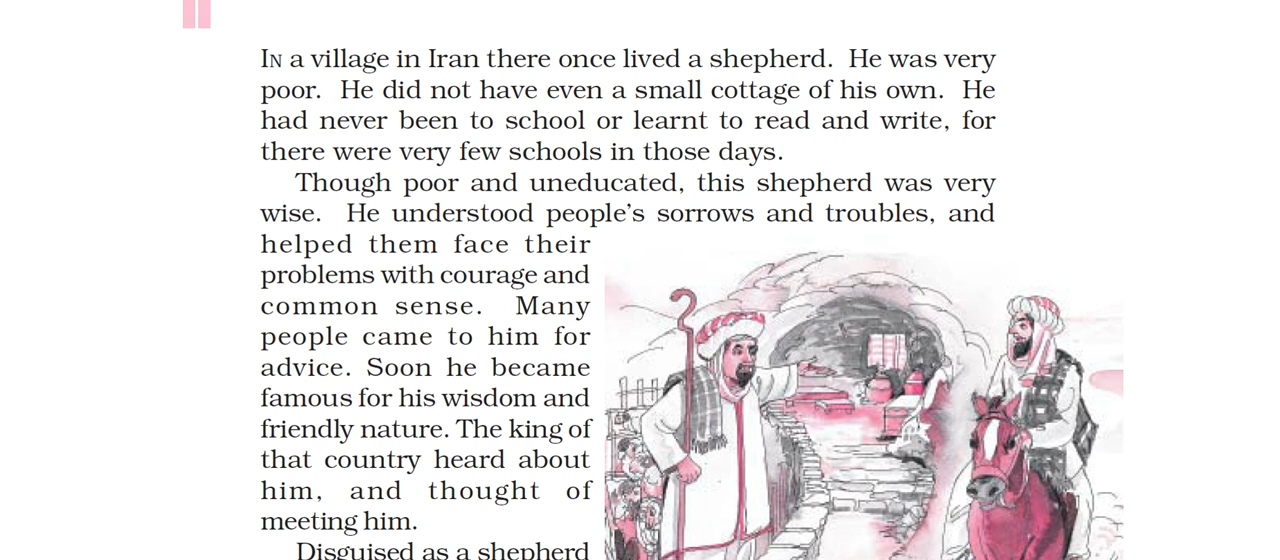 IN a village in Iran there once lived a shepherd. He was very
poor. He did not have even a small cottage of his own. He
had never been to school or learnt to read and write, for
there were very few schools in those days.
Though poor and uneducated, this shepherd was very
wise. He understood people's sorrows and troubles, and
helped them face their
problems with courage and
common sense. Many
people came to him for
advice. Soon he became
famous for his wisdom and
friendly nature. The king of
that country heard about
him, and thought of
meeting him.
Disguised as a shepherd